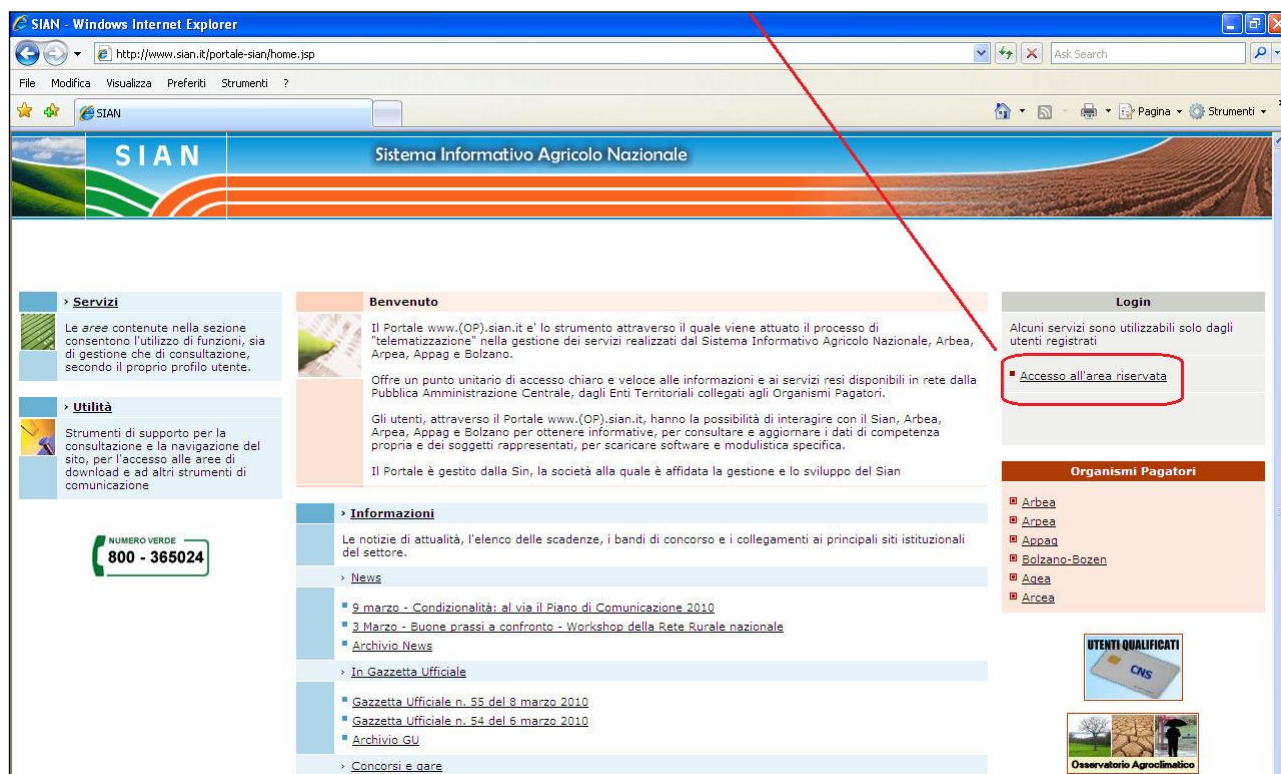 SIAN - Windows Internet Explorer
http://www.sian.it/portale-sian/home.jsp
Ask Search
File Modifica Visualizza Preferiti Strumenti ?
SIAN
Pagina
Strumenti
SIAN
Sistema Informativo Agricolo Nazionale
› Servizi
Le aree contenute nella sezione
consentono l'utilizzo di funzioni, sia
di gestione che di consultazione,
secondo il proprio profilo utente.
› Utilità
Strumenti di supporto per la
consultazione e la navigazione del
sito, per l'accesso alle aree di
download e ad altri strumenti di
comunicazione
NUMERO VERDE
800 - 365024
Benvenuto
Il Portale www.(OP).sian.it e' lo strumento attraverso il quale viene attuato il processo di
"telematizzazione" nella gestione dei servizi realizzati dal Sistema Informativo Agricolo Nazionale, Arbea,
Arpea, Appag e Bolzano.
Offre un punto unitario di accesso chiaro e veloce alle informazioni e ai servizi resi disponibili in rete dalla
Pubblica Amministrazione Centrale, dagli Enti Territoriali collegati agli Organismi Pagatori.
Gli utenti, attraverso il Portale www.(OP).sian.it, hanno la possibilità di interagire con il Sian, Arbea,
Arpea, Appag e Bolzano per ottenere informative, per consultare e aggiornare i dati di competenza
propria e dei soggetti rappresentati, per scaricare software e modulistica specifica.
Il Portale è gestito dalla Sin, la società alla quale è affidata la gestione e lo sviluppo del Sian
› Informazioni
Le notizie di attualità, l'elenco delle scadenze, i bandi di concorso e i collegamenti ai principali siti istituzionali
del settore.
› News
9 marzo - Condizionalità: al via il Piano di Comunicazione 2010
3 Marzo - Buone prassi a confronto - Workshop della Rete Rurale nazionale
Archivio News
› In Gazzetta Ufficiale
Gazzetta Ufficiale n. 55 del 8 marzo 2010
Gazzetta Ufficiale n. 54 del 6 marzo 2010
Archivio GU
› Concorsi e gare
Login
Alcuni servizi sono utilizzabili solo dagli
utenti registrati
Accesso all'area riservata
Organismi Pagatori
Arbea
Arpea
Appag
Bolzano-Bozen
Agea
Arcea
UTENTI QUALIFICATI
CNS
Osservatorio Agroclimatico